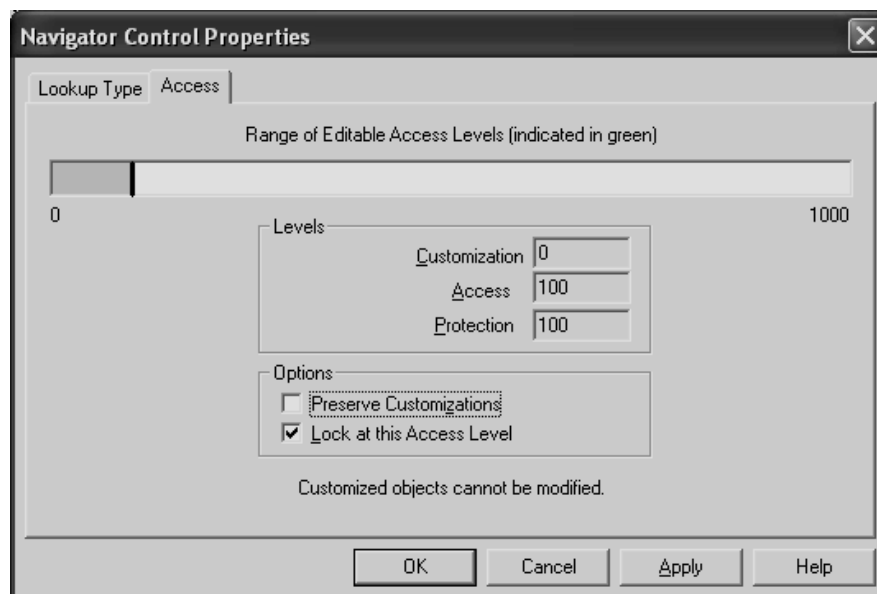 Navigator Control Properties
Lookup Type Access
Range of Editable Access Levels (indicated in green)
0 1000
Levels
Customization 0
Access 100
Protection 100
Options
Preserve Customizations
Lock at this Access Level
Customized objects cannot be modified.
OK Cancel Apply Help